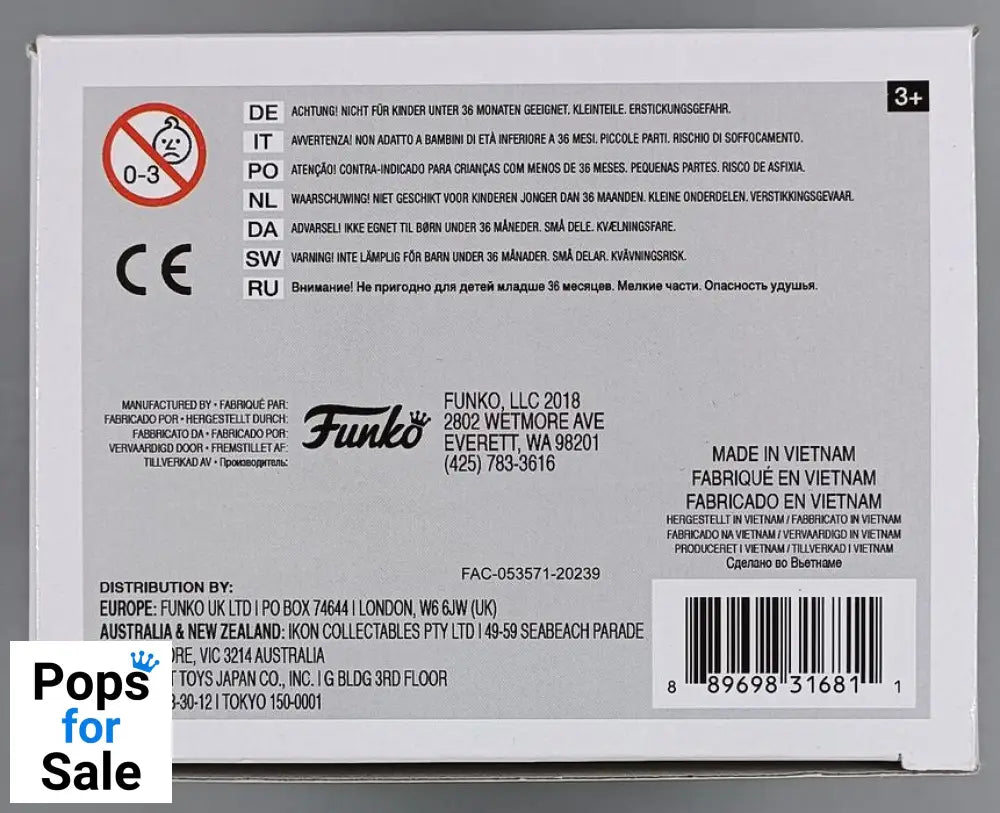 3+
0-3
DE ACHTUNG! NICHT FÜR KINDER UNTER 36 MONATEN GEEIGNET. KLEINTEILE. ERSTICKUNGSGEFAHR.
IT AVVERTENZA! NON ADATTO A BAMBINI DI ETÀ INFERIORE A 36 MESI. PICCOLE PARTI. RISCHIO DI SOFFOCAMENTO.
PO ATENÇÃO! CONTRA-INDICADO PARA CRIANÇAS COM MENOS DE 36 MESES. PEQUENAS PARTES. RISCO DE ASFIXIA.
NL WAARSCHUWING! NIET GESCHIKT VOOR KINDEREN JONGER DAN 36 MAANDEN. KLEINE ONDERDELEN. VERSTIKKINGSGEVAAR.
DA ADVARSEL! IKKE EGNET TIL BØRN UNDER 36 MÅNEDER. SMÅ DELE. KVÆLNINGSFARE.
SW VARNING! INTE LÄMPLIG FÖR BARN UNDER 36 MÅNADER. SMÅ DELAR. KVÄVNINGSRISK.
RU Внимание! Не пригодно для детей младше 36 месяцев. Мелкие части. Опасность удушья.
CE
MANUFACTURED BY • FABRIQUÉ PAR:
FABRICADO POR • HERGESTELLT DURCH:
FABBRICATO DA • FABRICADO POR:
VERVAARDIGD DOOR • FREMSTILLET AF:
TILLVERKAD AV • Производитель:
Funko
FUNKO, LLC 2018
2802 WETMORE AVE
EVERETT, WA 98201
(425) 783-3616
MADE IN VIETNAM
FABRIQUÉ EN VIETNAM
FABRICADO EN VIETNAM
HERGESTELLT IN VIETNAM / FABBRICATO IN VIETNAM
FABRICADO NA VIETNAM / VERVAARDIGD IN VIETNAM
PRODUCERET I VIETNAM / TILLVERKAD I VIETNAM
Сделано во Вьетнаме
FAC-053571-20239
DISTRIBUTION BY:
EUROPE: FUNKO UK LTD I PO BOX 74644 I LONDON, W6 6JW (UK)
AUSTRALIA & NEW ZEALAND: IKON COLLECTABLES PTY LTD I 49-59 SEABEACH PARADE
VIC 3214 AUSTRALIA
TOYS JAPAN CO., INC. I G BLDG 3RD FLOOR
-30-12 I TOKYO 150-0001
8 89698 31681 1
Pops
for
Sale